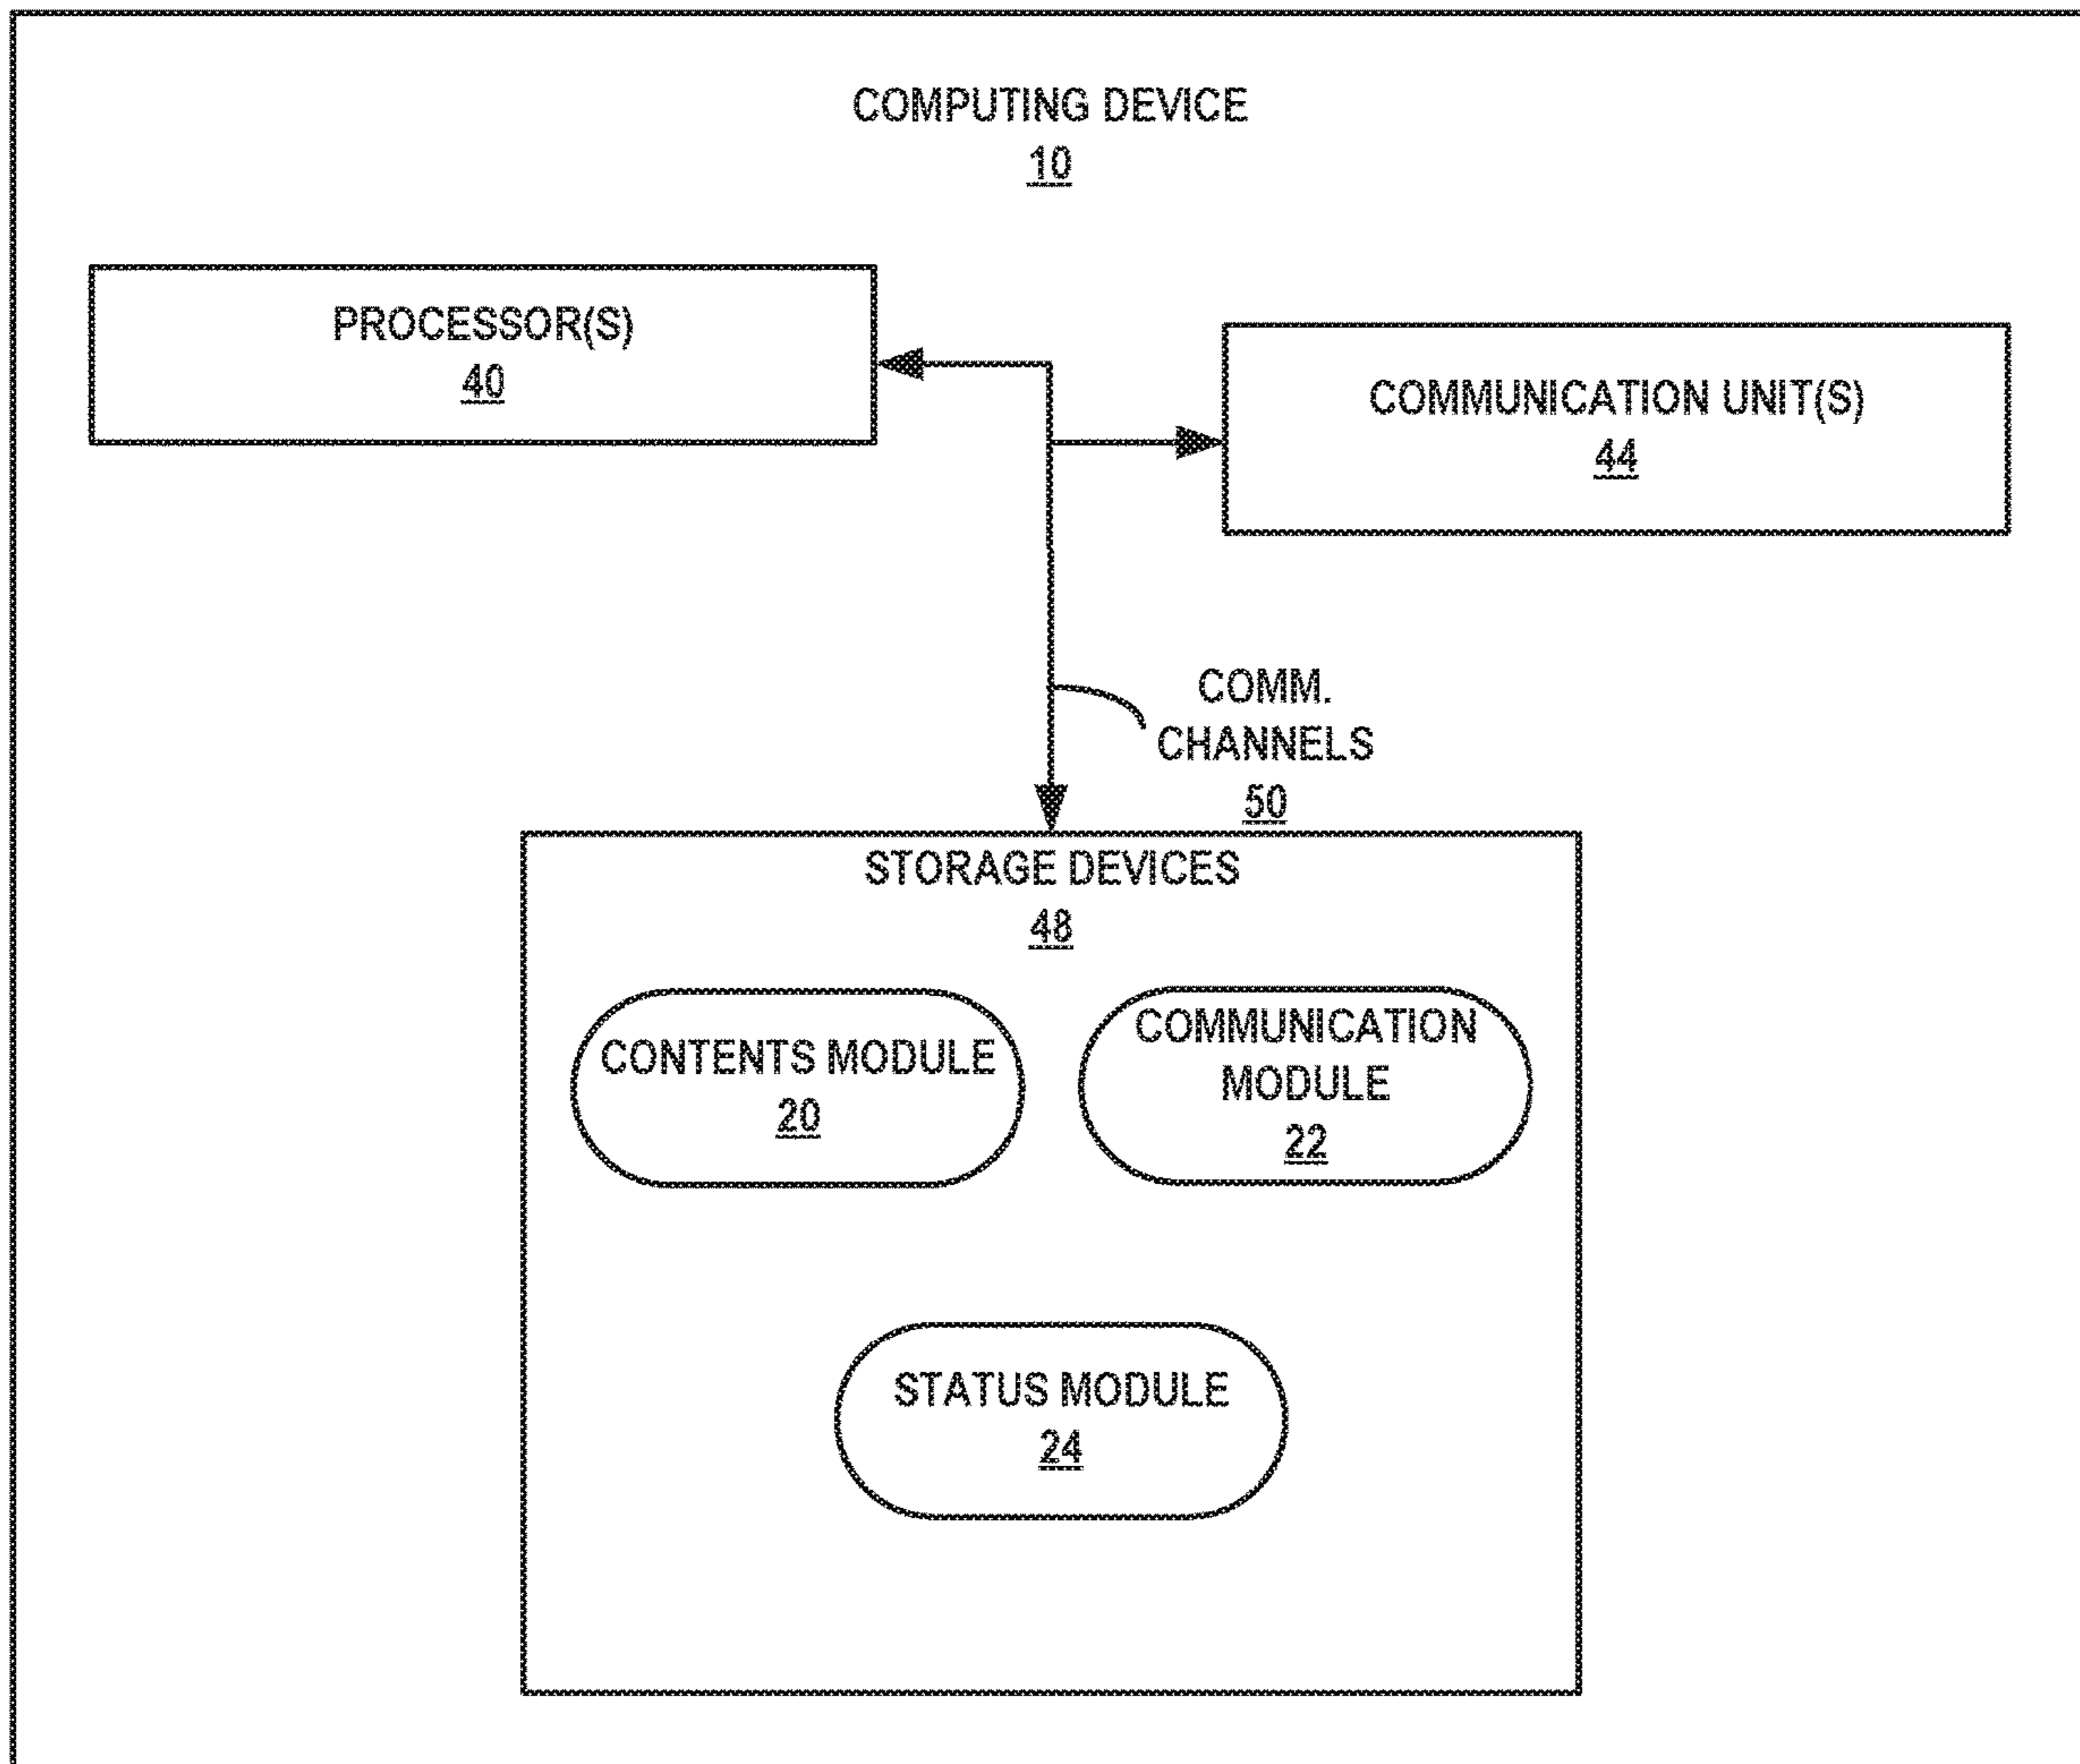 COMPUTING DEVICE
10
PROCESSOR(S)
40
COMMUNICATION UNIT(S)
44
COMM.
CHANNELS
50
STORAGE DEVICES
48
CONTENTS MODULE
20
COMMUNICATION
MODULE
22
STATUS MODULE
24